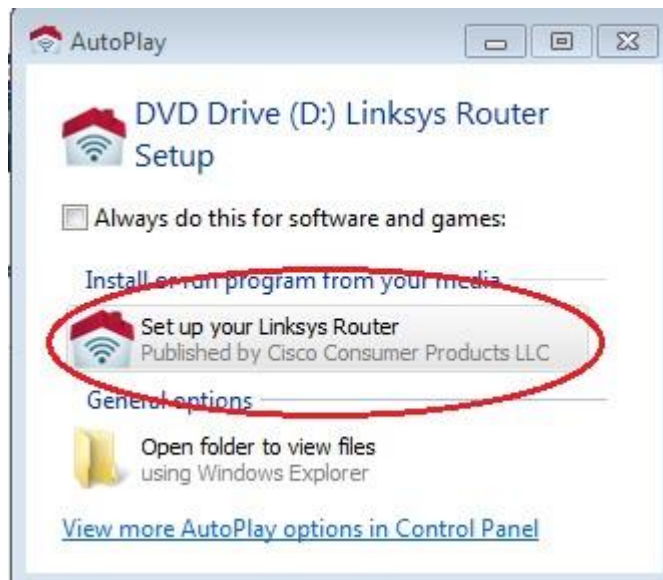 AutoPlay
DVD Drive (D:) Linksys Router
Setup
Always do this for software and games:
Install or run program from your media
Set up your Linksys Router
Published by Cisco Consumer Products LLC
General options
Open folder to view files
using Windows Explorer
View more AutoPlay options in Control Panel